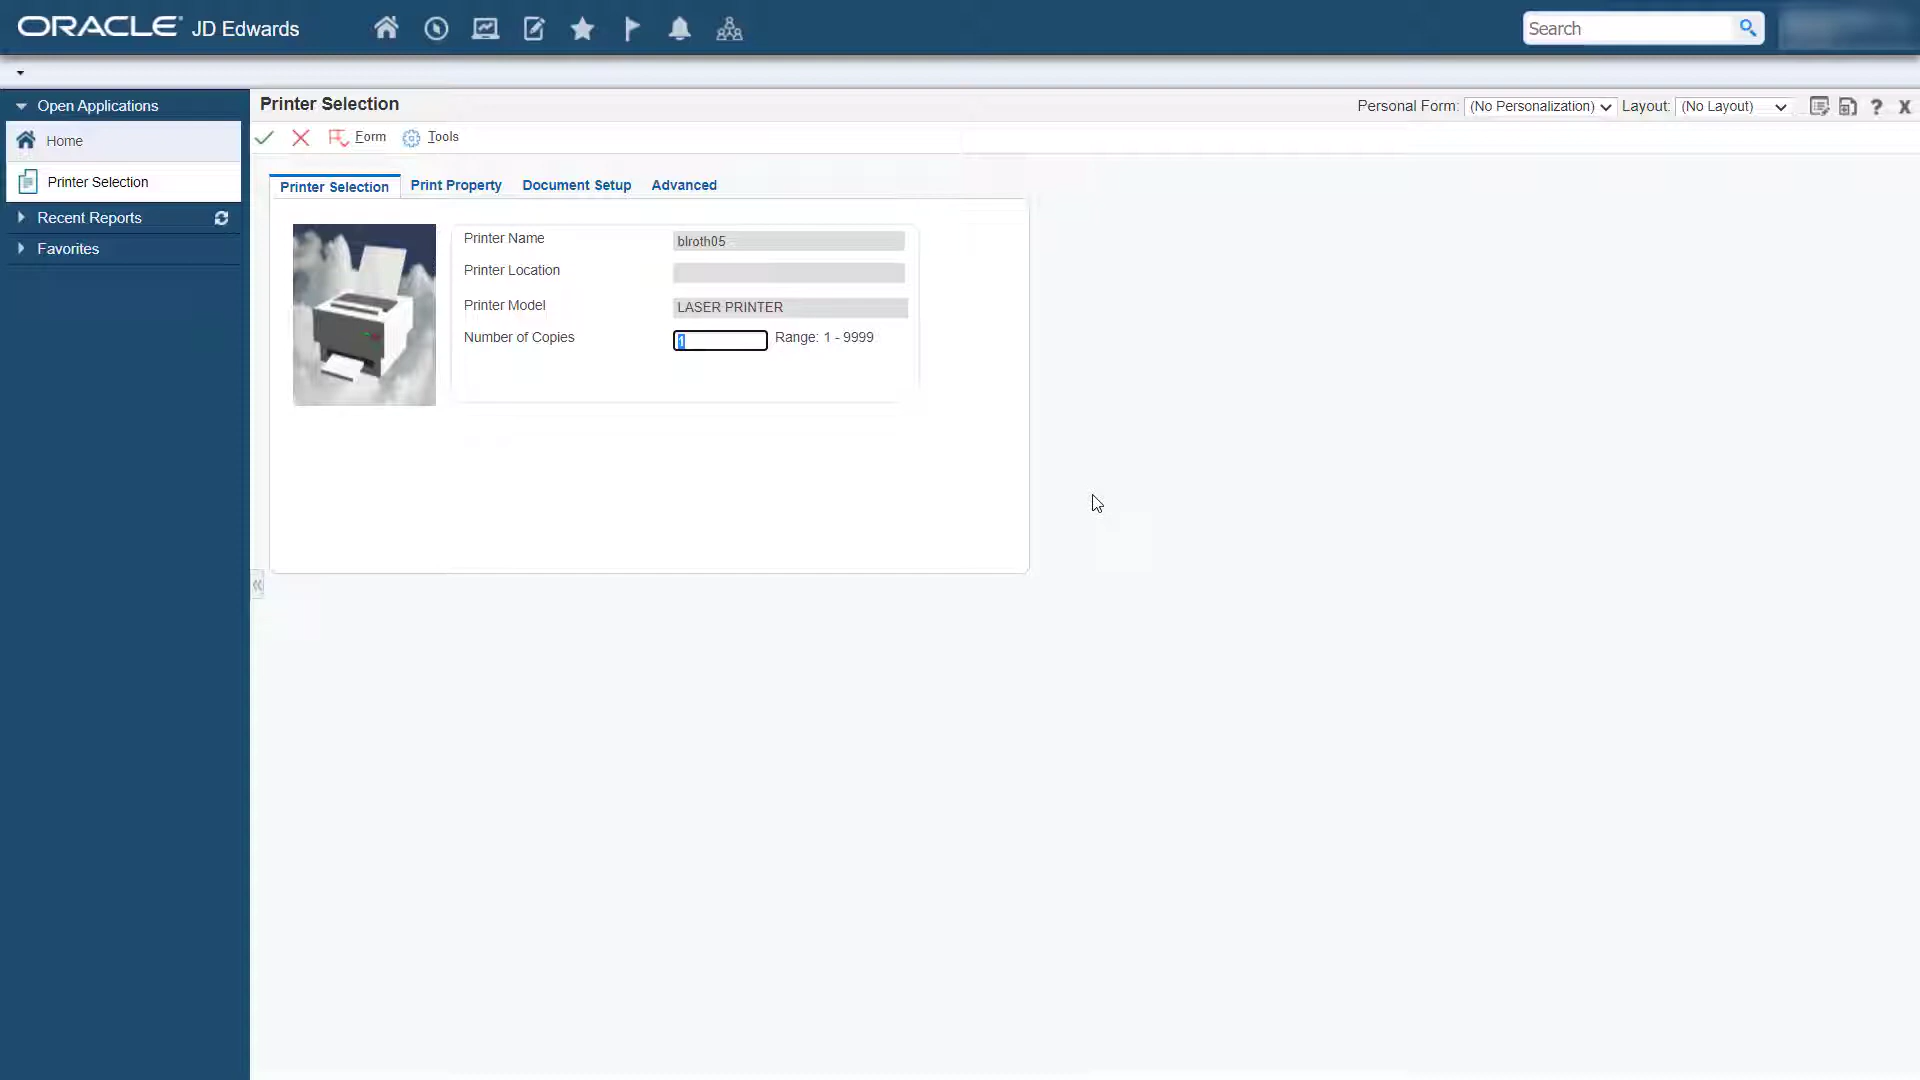 ORACLE JD Edwards
Search
Open Applications
Home
Printer Selection
Recent Reports
Favorites
Printer Selection
Personal Form: (No Personalization) Layout: (No Layout)
Form Tools
Printer Selection Print Property Document Setup Advanced
Printer Name blroth05
Printer Location
Printer Model LASER PRINTER
Number of Copies 1 Range: 1 - 9999